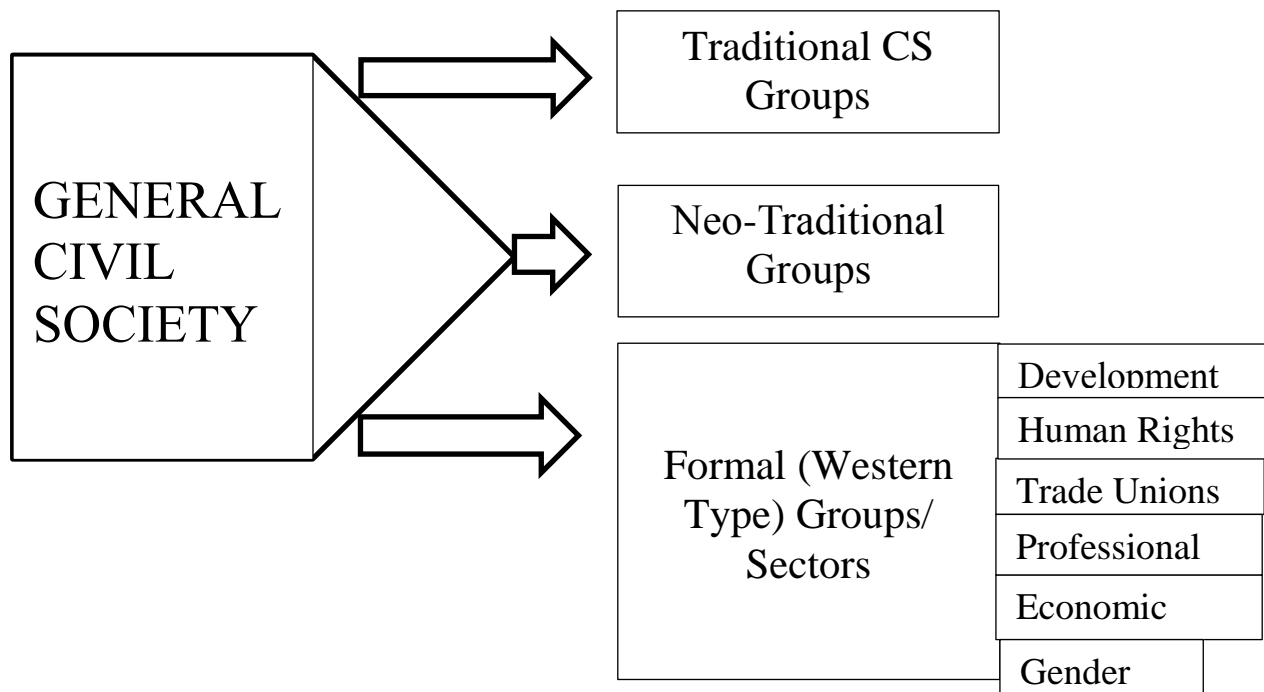 GENERAL
CIVIL
SOCIETY
Traditional CS
Groups
Neo-Traditional
Groups
Formal (Western
Type) Groups/
Sectors
Development
Human Rights
Trade Unions
Professional
Economic
Gender